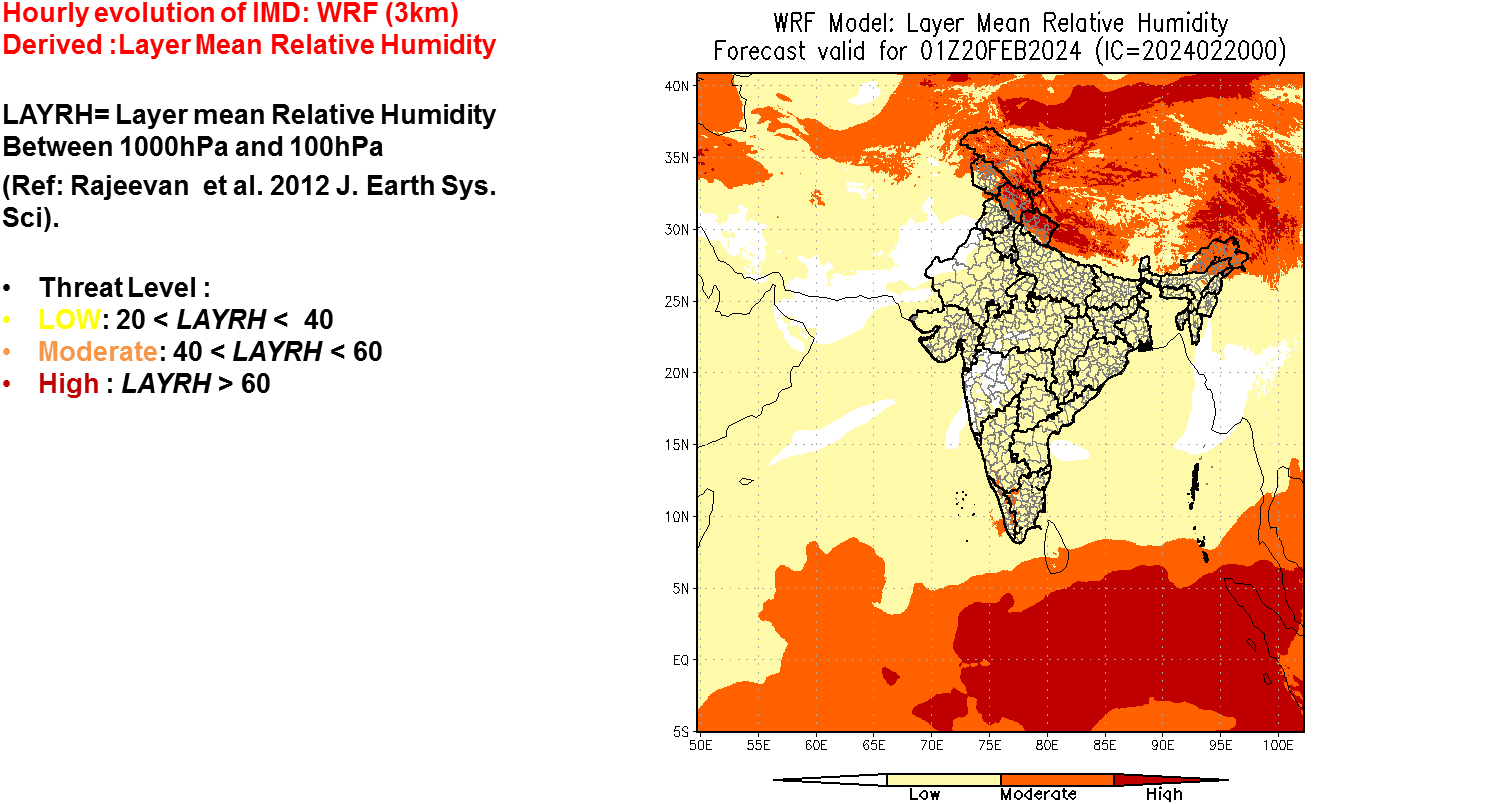 Hourly evolution of IMD: WRF (3km)
Derived :Layer Mean Relative Humidity
LAYRH= Layer mean Relative Humidity
Between 1000hPa and 100hPa
(Ref: Rajeevan et al. 2012 J. Earth Sys.
Sci).
• Threat Level :
• LOW: 20 < LAYRH < 40
• Moderate: 40 < LAYRH < 60
• High : LAYRH > 60
WRF Model: Layer Mean Relative Humidity
Forecast valid for 01Z20FEB2024 (IC=2024022000)
40N
35N
30N
25N
20N
15N
10N
5N
EQ
5S
50E 55E 60E 65E 70E 75E 80E 85E 90E 95E 100E
Low Moderate High